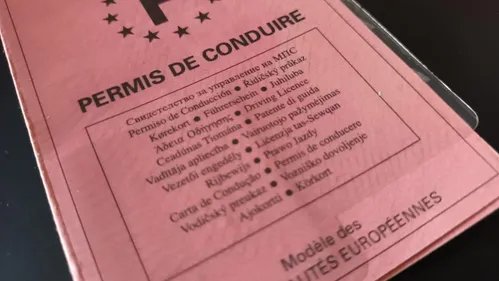 F
PERMIS DE CONDUIRE
Свидетелство за управление на МПС
Permiso de Conducción • Řidičský průkaz
Kørekort • Führerschein • Juhiluba
Άδεια Οδήγησης • Driving Licence
Ceadúnas Tiomána • Patente di guida
Vadītāja apliecība • Vairuotojo pažymėjimas
Vezetői engedély • Liċenzja tas-Sewqan
Rijbewijs • Prawo Jazdy
Carta de Condução • Permis de conducere
Vodičský preukaz • Vozniško dovoljenje
Ajokortti • Körkort
Modèle des
AUTÉS EUROPÉENNES